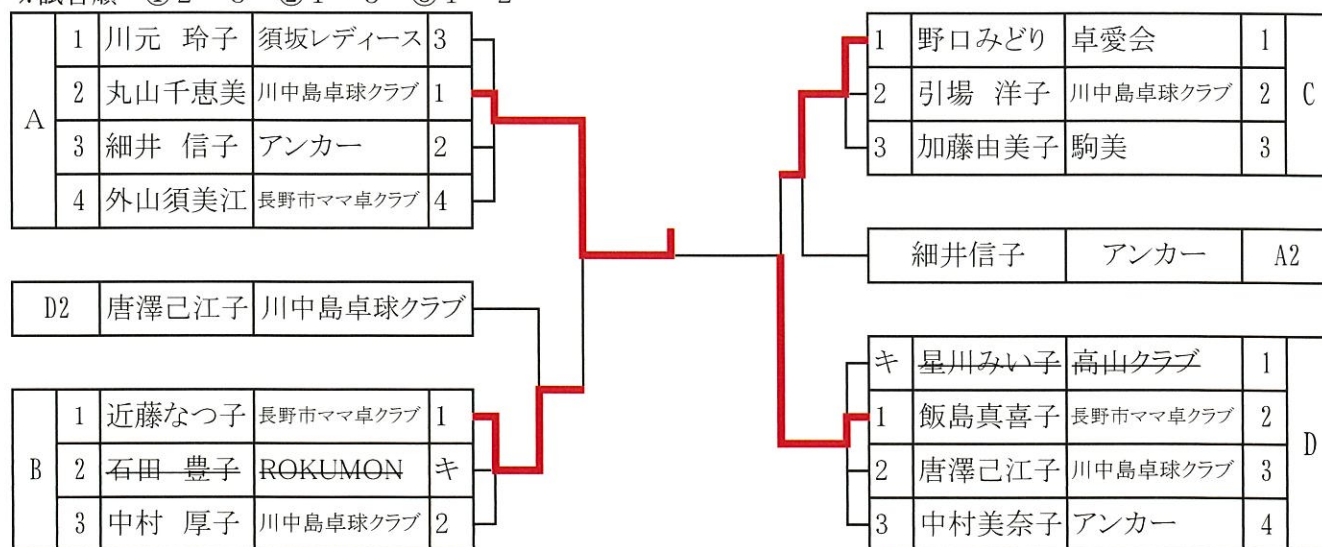 A
1 川元 玲子 須坂レディース 3
2 丸山千恵美 川中島卓球クラブ 1
3 細井 信子 アンカー 2
4 外山須美江 長野市ママ卓クラブ 4
D2 唐澤己江子 川中島卓球クラブ
B
1 近藤なつ子 長野市ママ卓クラブ 1
2 石田 豊子 ROKUMON キ
3 中村 厚子 川中島卓球クラブ 2
1 野口みどり 卓愛会 1
2 引場 洋子 川中島卓球クラブ 2
3 加藤由美子 駒美 3
C
細井信子 アンカー A2
キ 星川みい子 高山クラブ 1
1 飯島真喜子 長野市ママ卓クラブ 2
2 唐澤己江子 川中島卓球クラブ 3
3 中村美奈子 アンカー 4
D